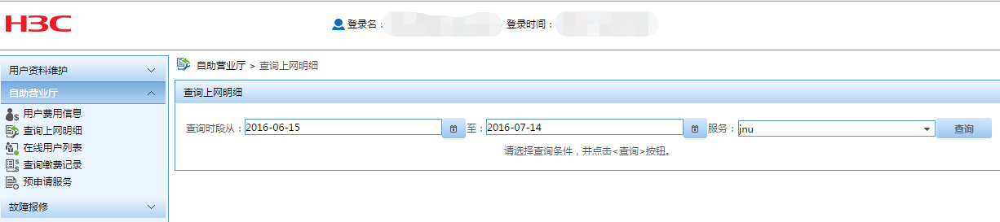 H3C
登录名： 登录时间：
用户资料维护
自助营业厅
用户费用信息
查询上网明细
在线用户列表
查询缴费记录
预申请服务
故障报修
自助营业厅 > 查询上网明细
查询上网明细
查询时段从：2016-06-15 至：2016-07-14 服务：jnu 查询
请选择查询条件，并点击<查询>按钮。